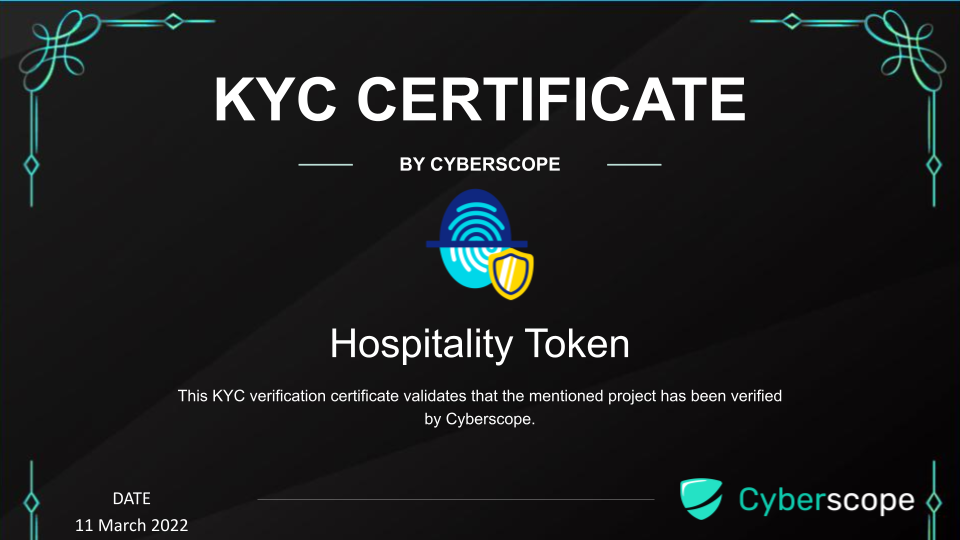 KYC CERTIFICATE
BY CYBERSCOPE
Hospitality Token
This KYC verification certificate validates that the mentioned project has been verified
by Cyberscope.
DATE
11 March 2022
Cyberscope